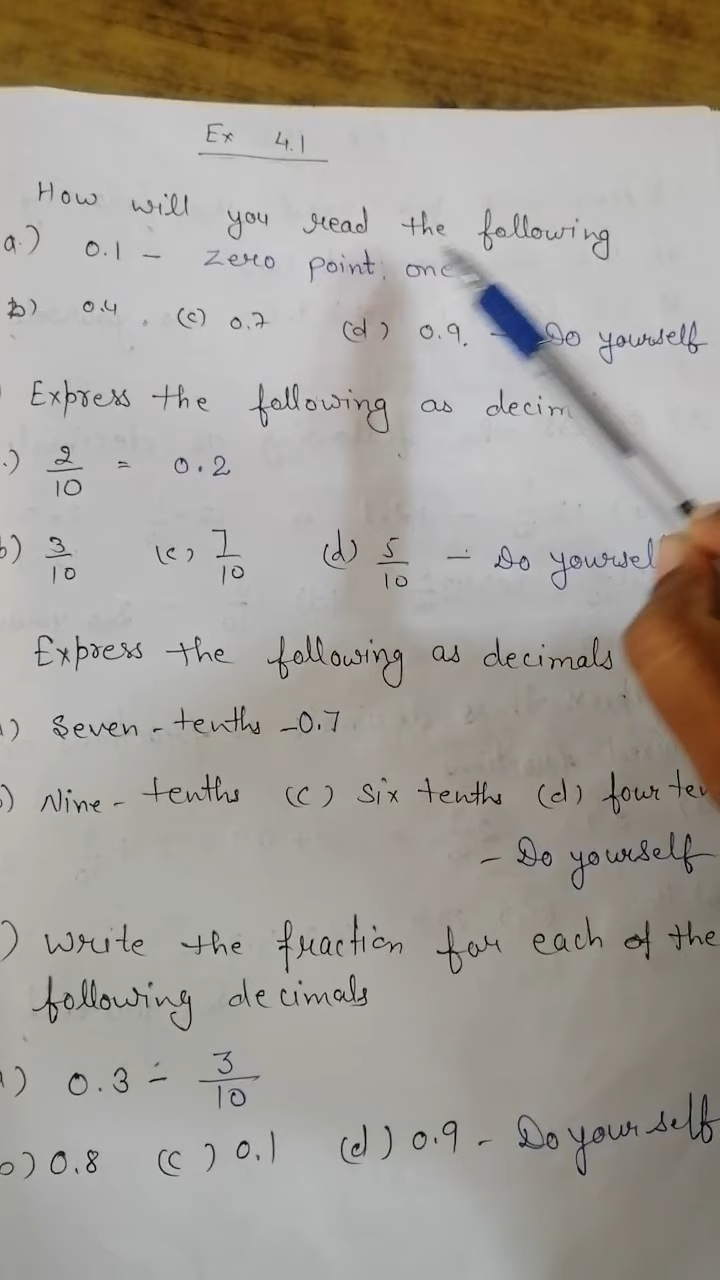 Ex 4.1
How will you read the following
a.) 0.1 - zero point one
b) 0.4 . (c) 0.7 (d) 0.9. - Do yourself
Express the following as decim
.) 2/10 = 0.2
b) 3/10 (c) 7/10 (d) 5/10 - Do yoursel
Express the following as decimals
) Seven - tenths - 0.7
) Nine - tenths (c) Six tenths (d) four ten
- Do yourself
) Write the fraction for each of the
following decimals
) 0.3 - 3/10
b) 0.8 (c) 0.1 (d) 0.9 - Do yourself